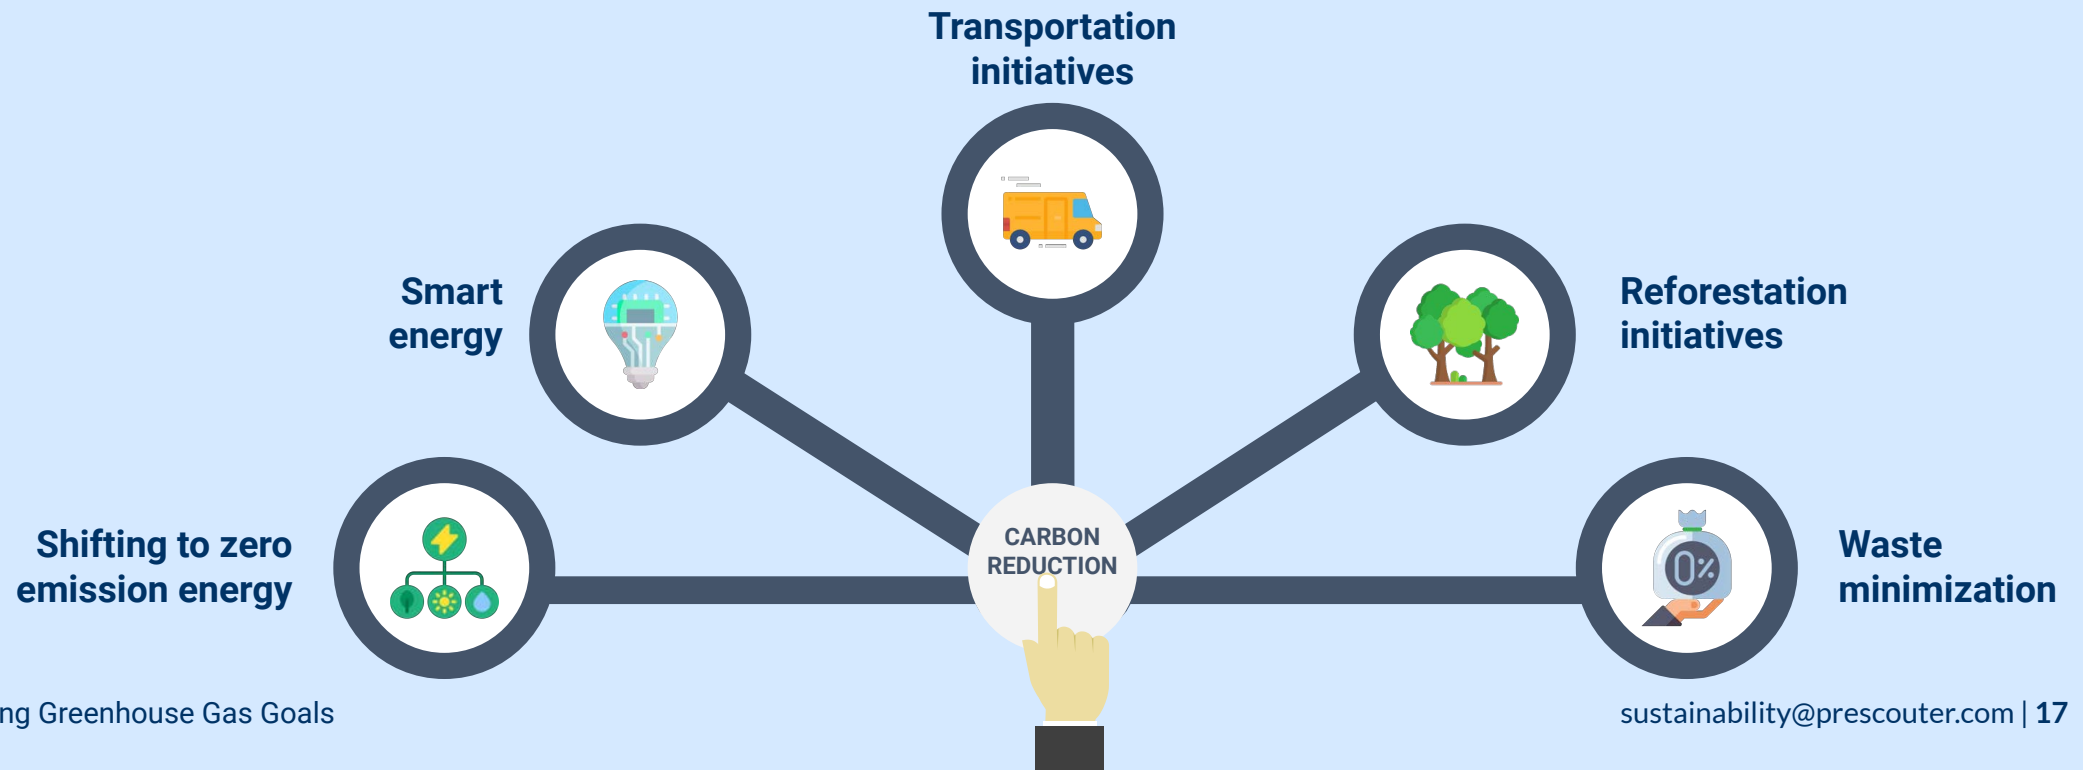 Transportation
initiatives
Smart
energy
Reforestation
initiatives
CARBON
REDUCTION
Shifting to zero
emission energy
0%
Waste
minimization
ng Greenhouse Gas Goals
sustainability@prescouter.com | 17